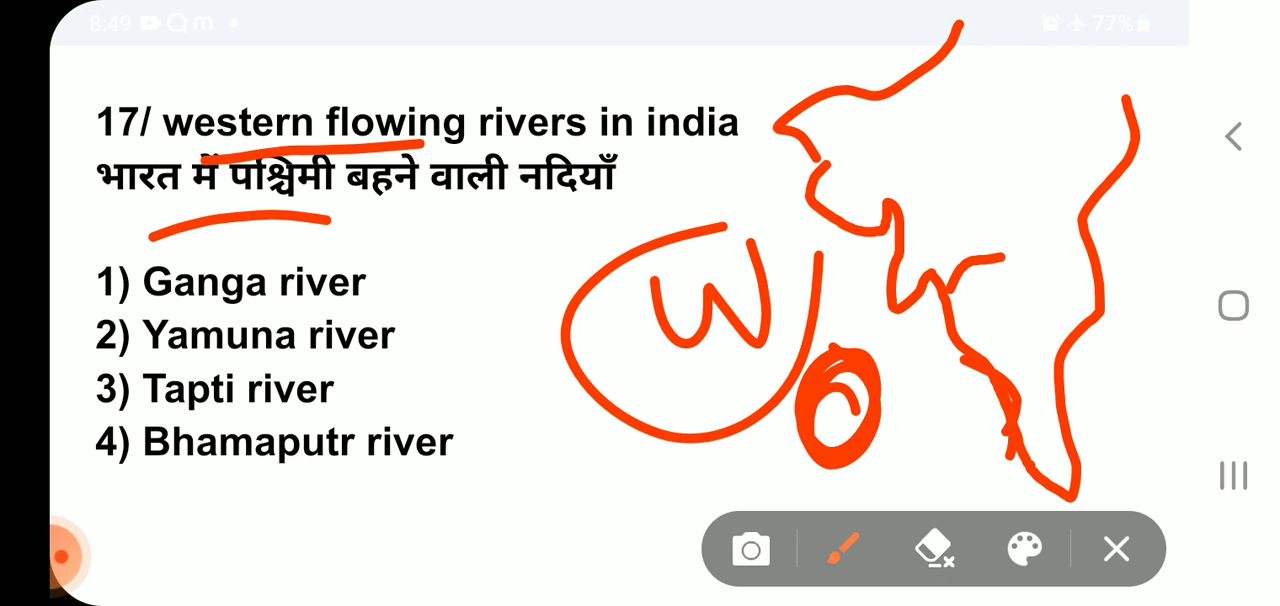 8:49 m 77%
17/ western flowing rivers in india
भारत में पश्चिमी बहने वाली नदियाँ
W
1) Ganga river
2) Yamuna river
3) Tapti river
4) Bhamaputr river